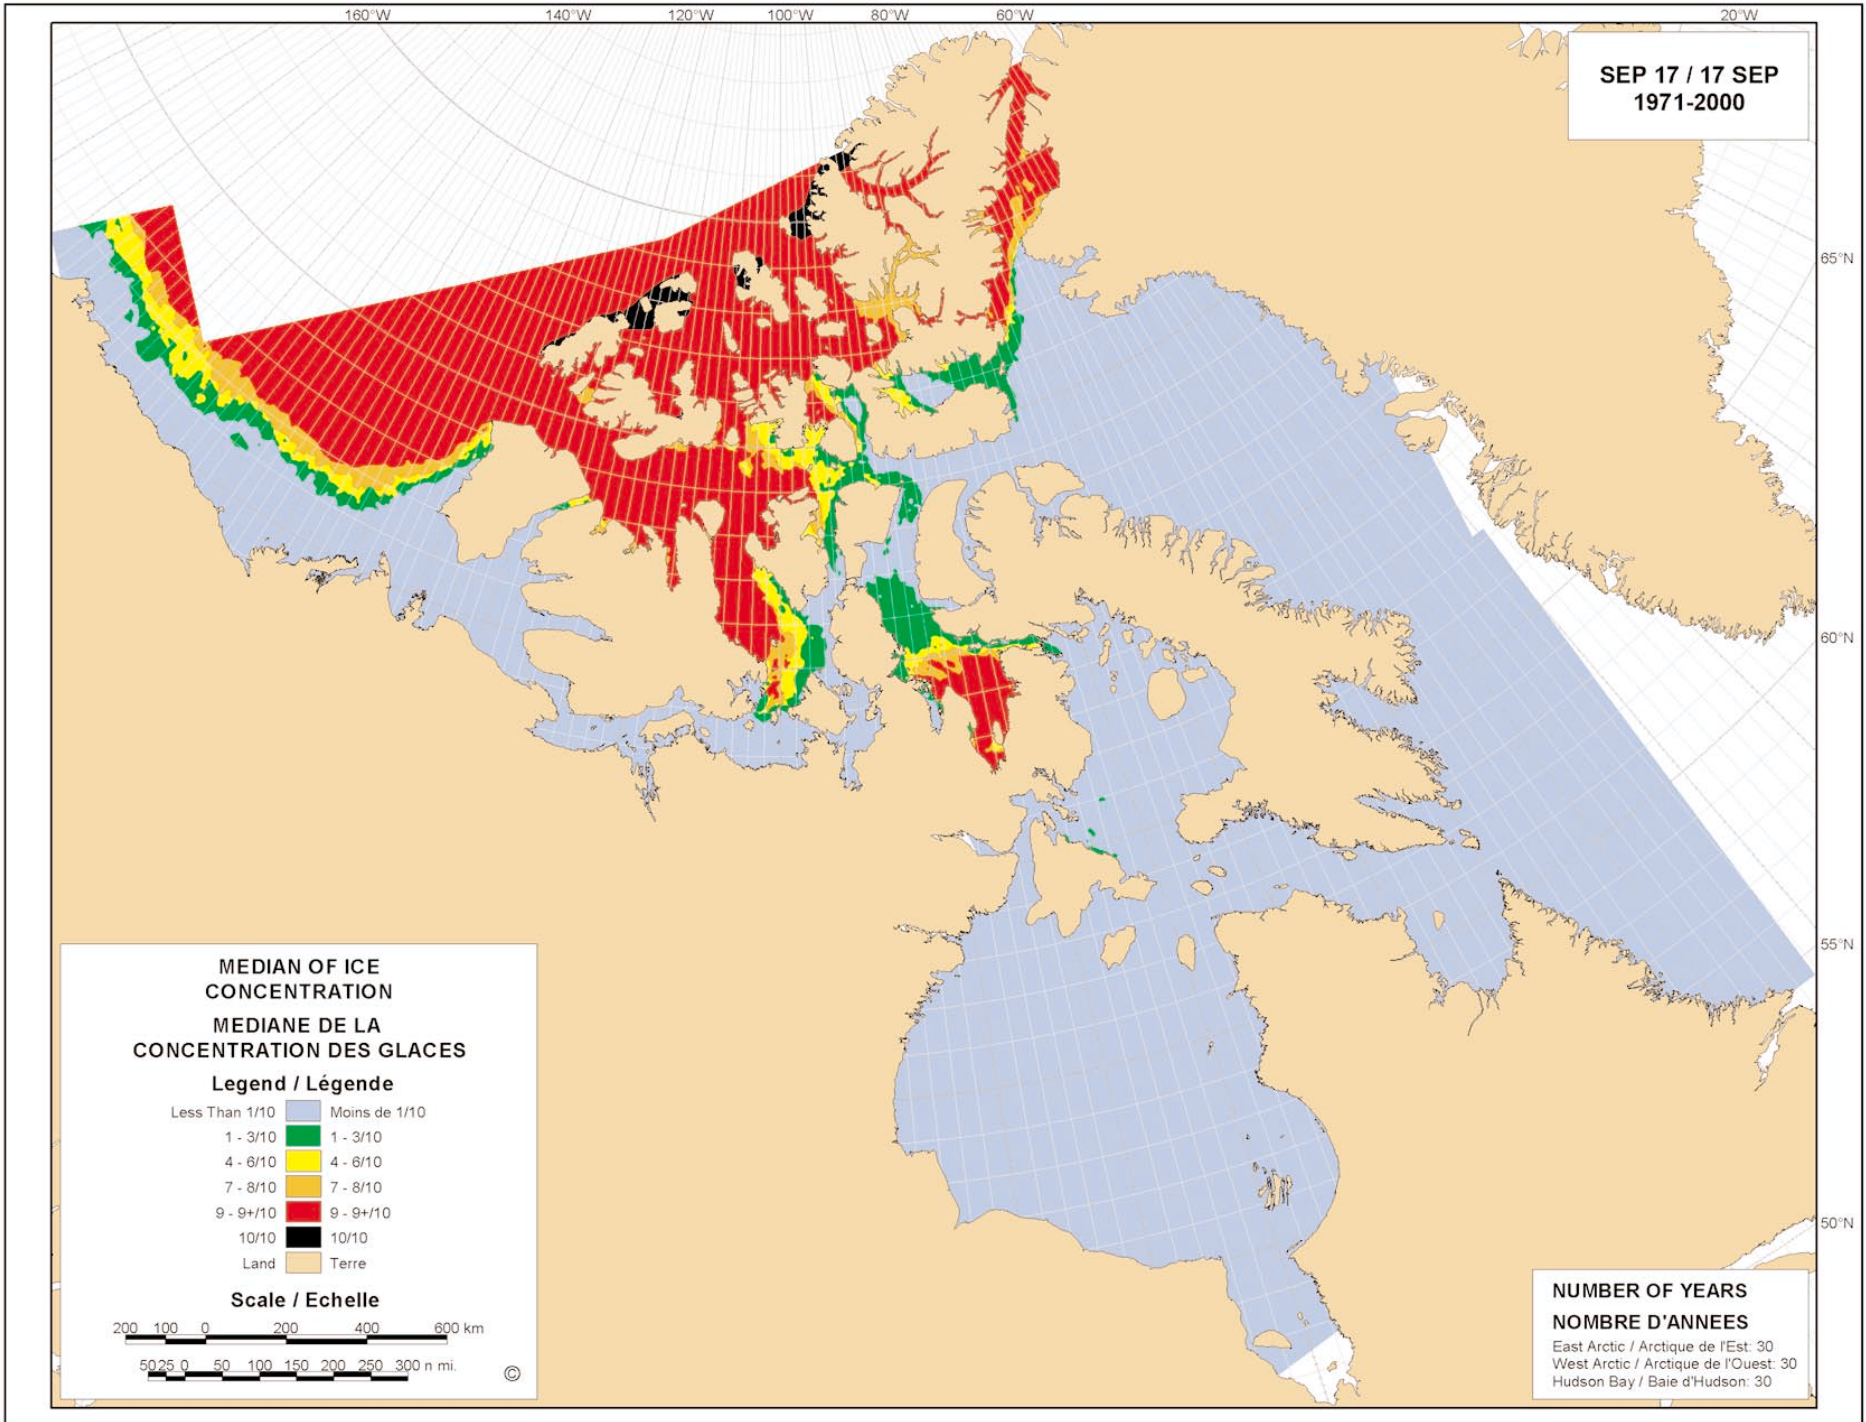 160°W 140°W 120°W 100°W 80°W 60°W 20°W
SEP 17 / 17 SEP
1971-2000
65°N
60°N
55°N
50°N
MEDIAN OF ICE
CONCENTRATION
MEDIANE DE LA
CONCENTRATION DES GLACES
Legend / Légende
Less Than 1/10 Moins de 1/10
1 - 3/10 1 - 3/10
4 - 6/10 4 - 6/10
7 - 8/10 7 - 8/10
9 - 9+/10 9 - 9+/10
10/10 10/10
Land Terre
Scale / Echelle
200 100 0 200 400 600 km
50 25 0 50 100 150 200 250 300 n mi.
©
NUMBER OF YEARS
NOMBRE D'ANNEES
East Arctic / Arctique de l'Est: 30
West Arctic / Arctique de l'Ouest: 30
Hudson Bay / Baie d'Hudson: 30